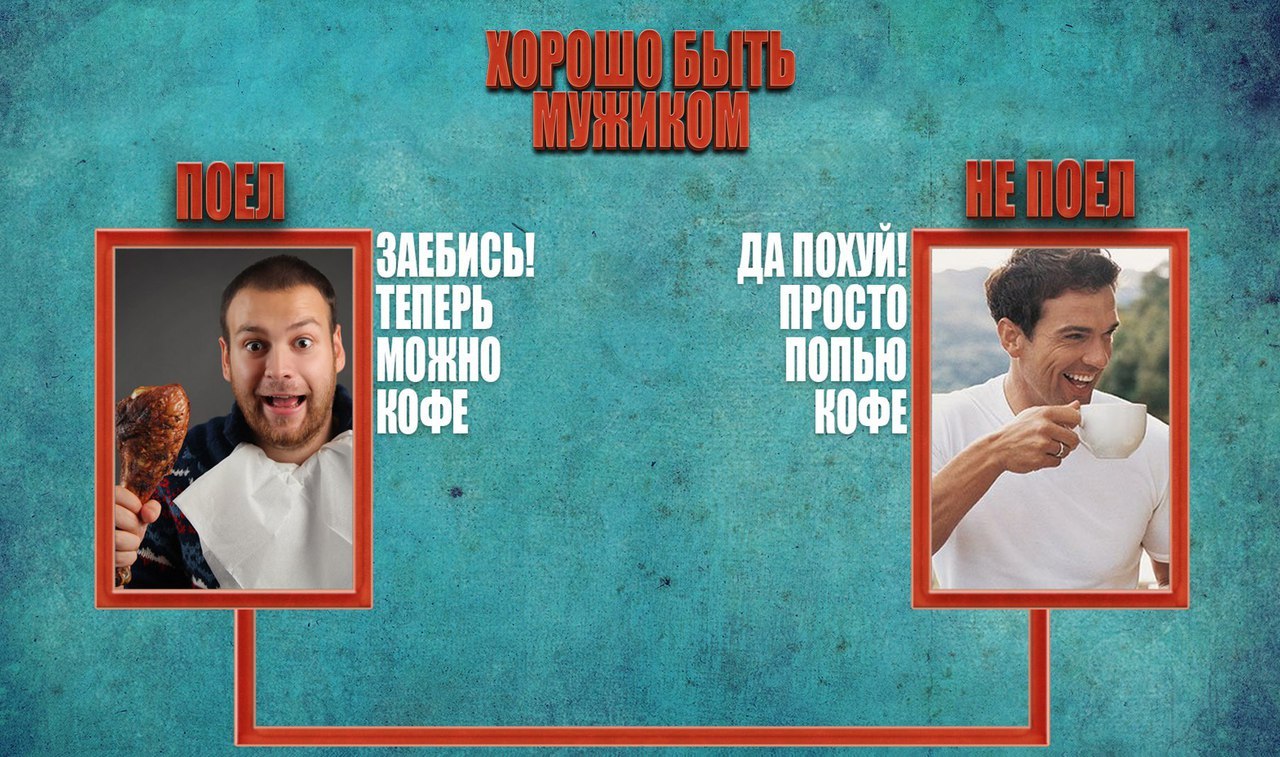 ХОРОШО БЫТЬ
МУЖИКОМ
ПОЕЛ
ЗАЕБИСЬ!
ТЕПЕРЬ
МОЖНО
КОФЕ
НЕ ПОЕЛ
ДА ПОХУЙ!
ПРОСТО
ПОПЬЮ
КОФЕ